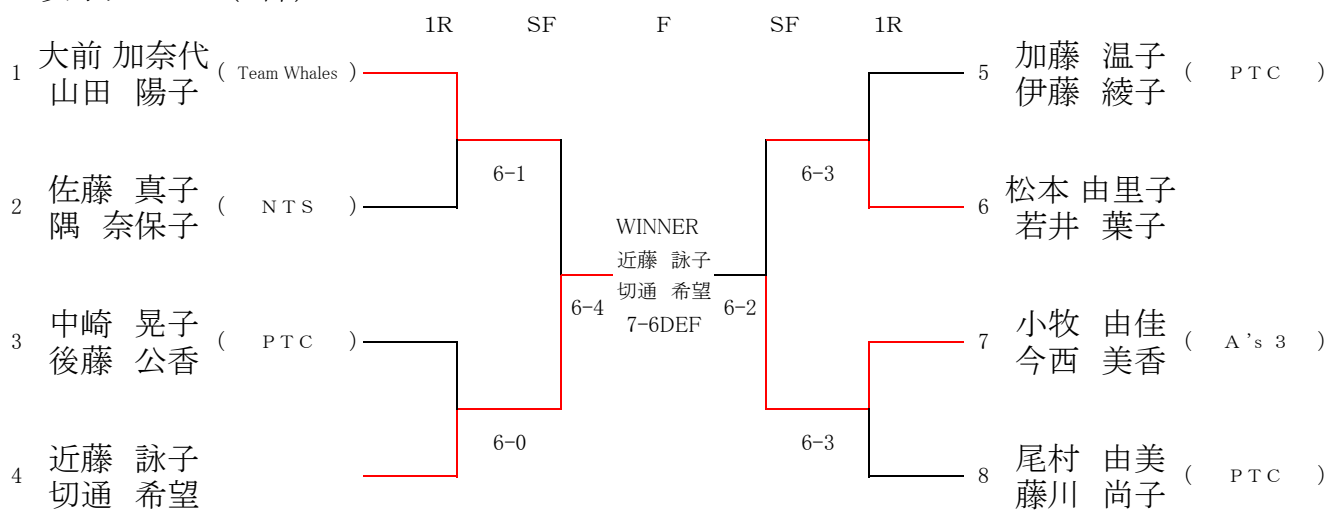 1R SF F SF 1R
1 大前 加奈代 ( Team Whales )
山田 陽子
2 佐藤 真子 ( NTS )
隅 奈保子
3 中崎 晃子 ( PTC )
後藤 公香
4 近藤 詠子
切通 希望
6-1
6-0
6-4
WINNER
近藤 詠子
切通 希望
7-6DEF
6-2
6-3
6-3
5 加藤 温子 ( PTC )
伊藤 綾子
6 松本 由里子
若井 葉子
7 小牧 由佳 ( A's 3 )
今西 美香
8 尾村 由美 ( PTC )
藤川 尚子